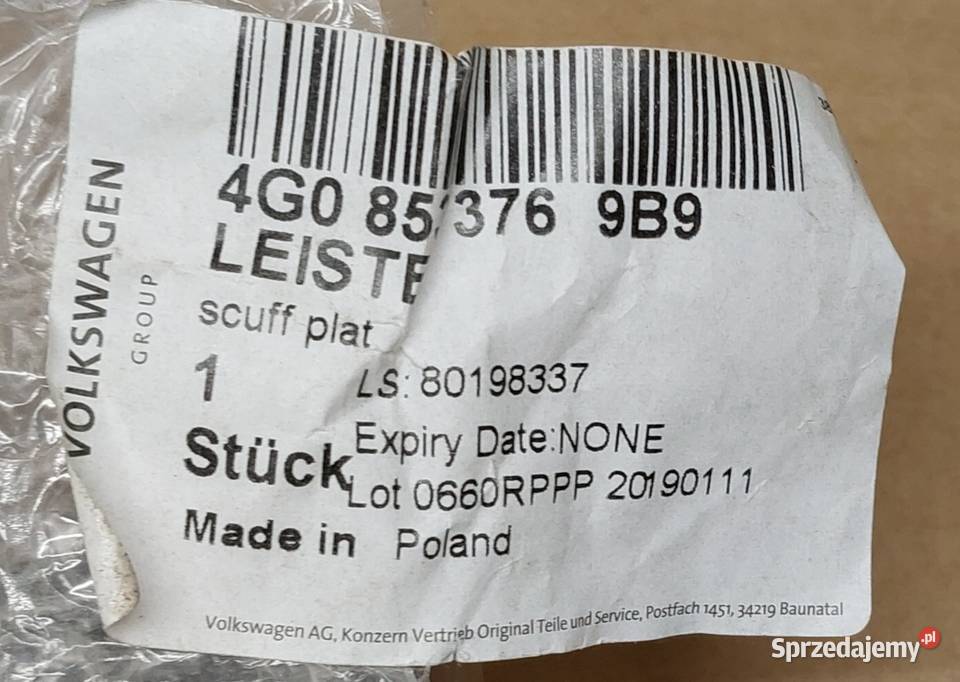 4G0 853 376 9B9
LEISTE
scuff plat
1
LS: 80198337
Stück
Expiry Date:NONE
Lot 0660RPPP 20190111
Made in Poland
Volkswagen AG, Konzern Vertrieb Original Teile und Service, Postfach 1451, 34219 Baunatal
VOLKSWAGEN
GROUP
Sprzedajemy.pl